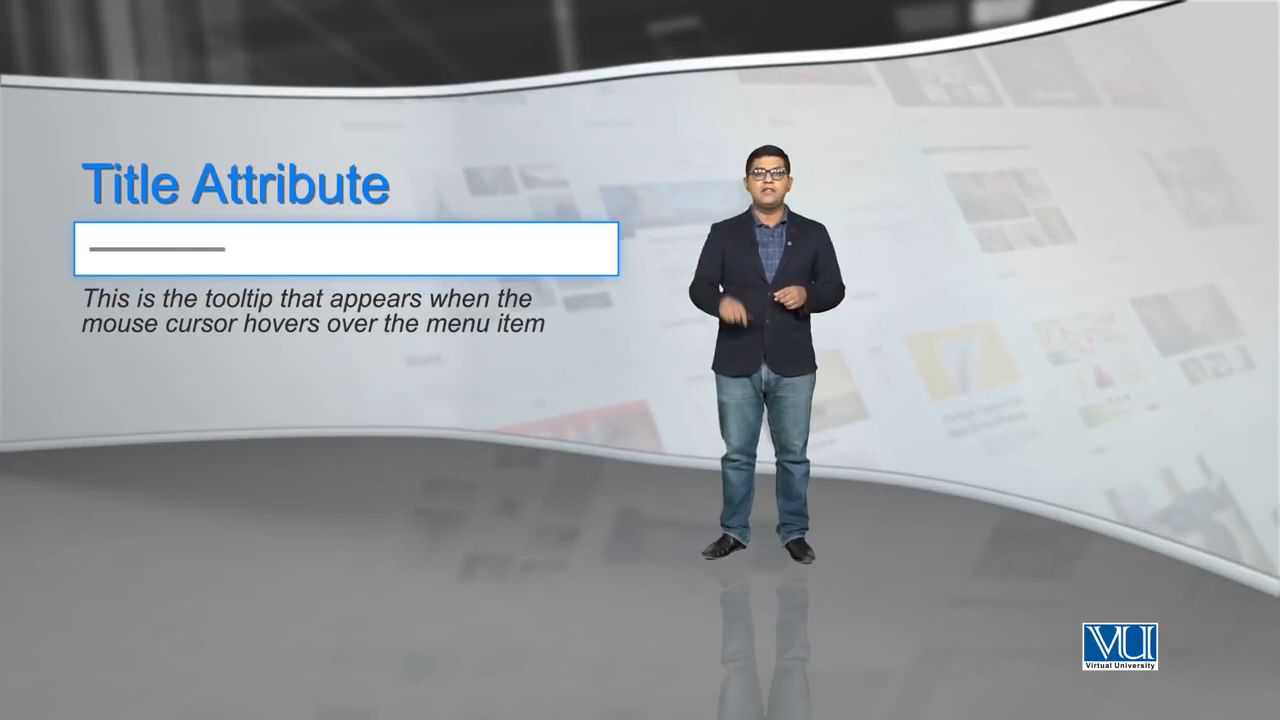 Title Attribute
This is the tooltip that appears when the
mouse cursor hovers over the menu item
VU
Virtual University